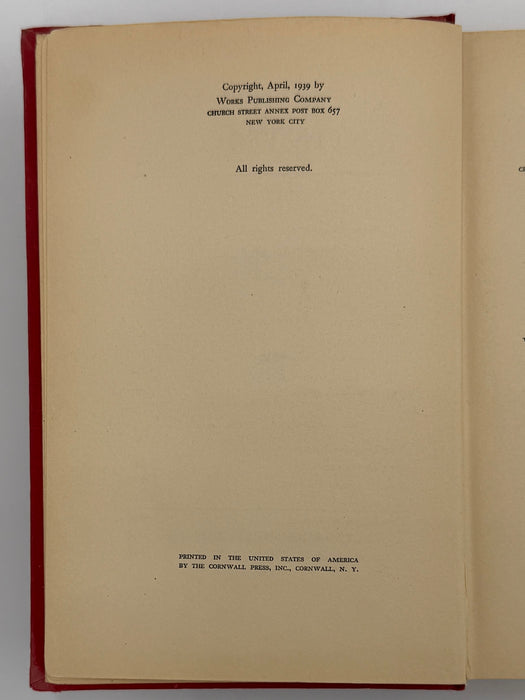 Copyright, April, 1939 by
Works Publishing Company
CHURCH STREET ANNEX POST BOX 657
NEW YORK CITY
All rights reserved.
PRINTED IN THE UNITED STATES OF AMERICA
BY THE CORNWALL PRESS, INC., CORNWALL, N. Y.